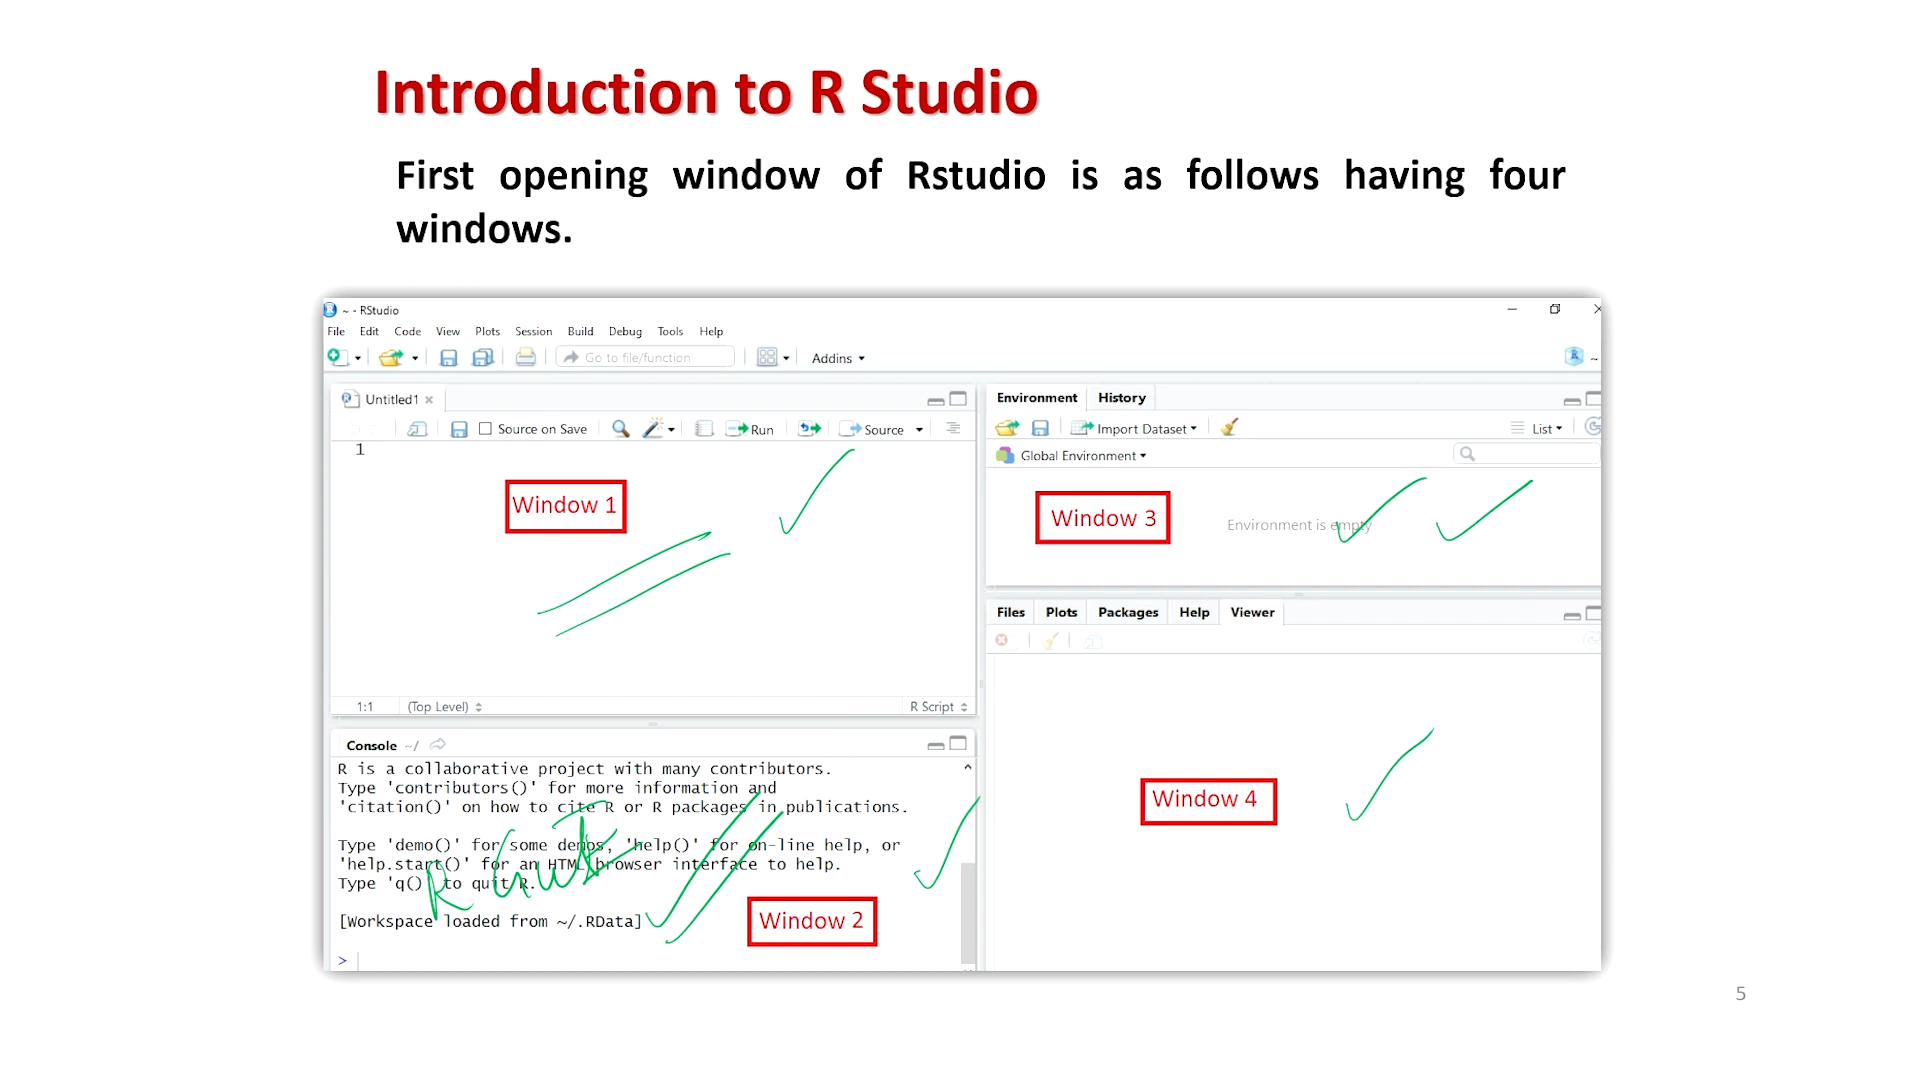 Introduction to R Studio
First opening window of Rstudio is as follows having four
windows.
~ - RStudio
File Edit Code View Plots Session Build Debug Tools Help
Go to file/function Addins
Untitled1
Source on Save Run Source
1
Window 1
1:1 (Top Level) R Script
Console ~/
R is a collaborative project with many contributors.
Type 'contributors()' for more information and
'citation()' on how to cite R or R packages in publications.
Type 'demo()' for some demos, 'help()' for on-line help, or
'help.start()' for an HTML browser interface to help.
Type 'q()' to quit R.
R GUI
[Workspace loaded from ~/.RData]
Window 2
>
Environment History
Import Dataset List
Global Environment
Window 3
Environment is empty
Files Plots Packages Help Viewer
Window 4
5